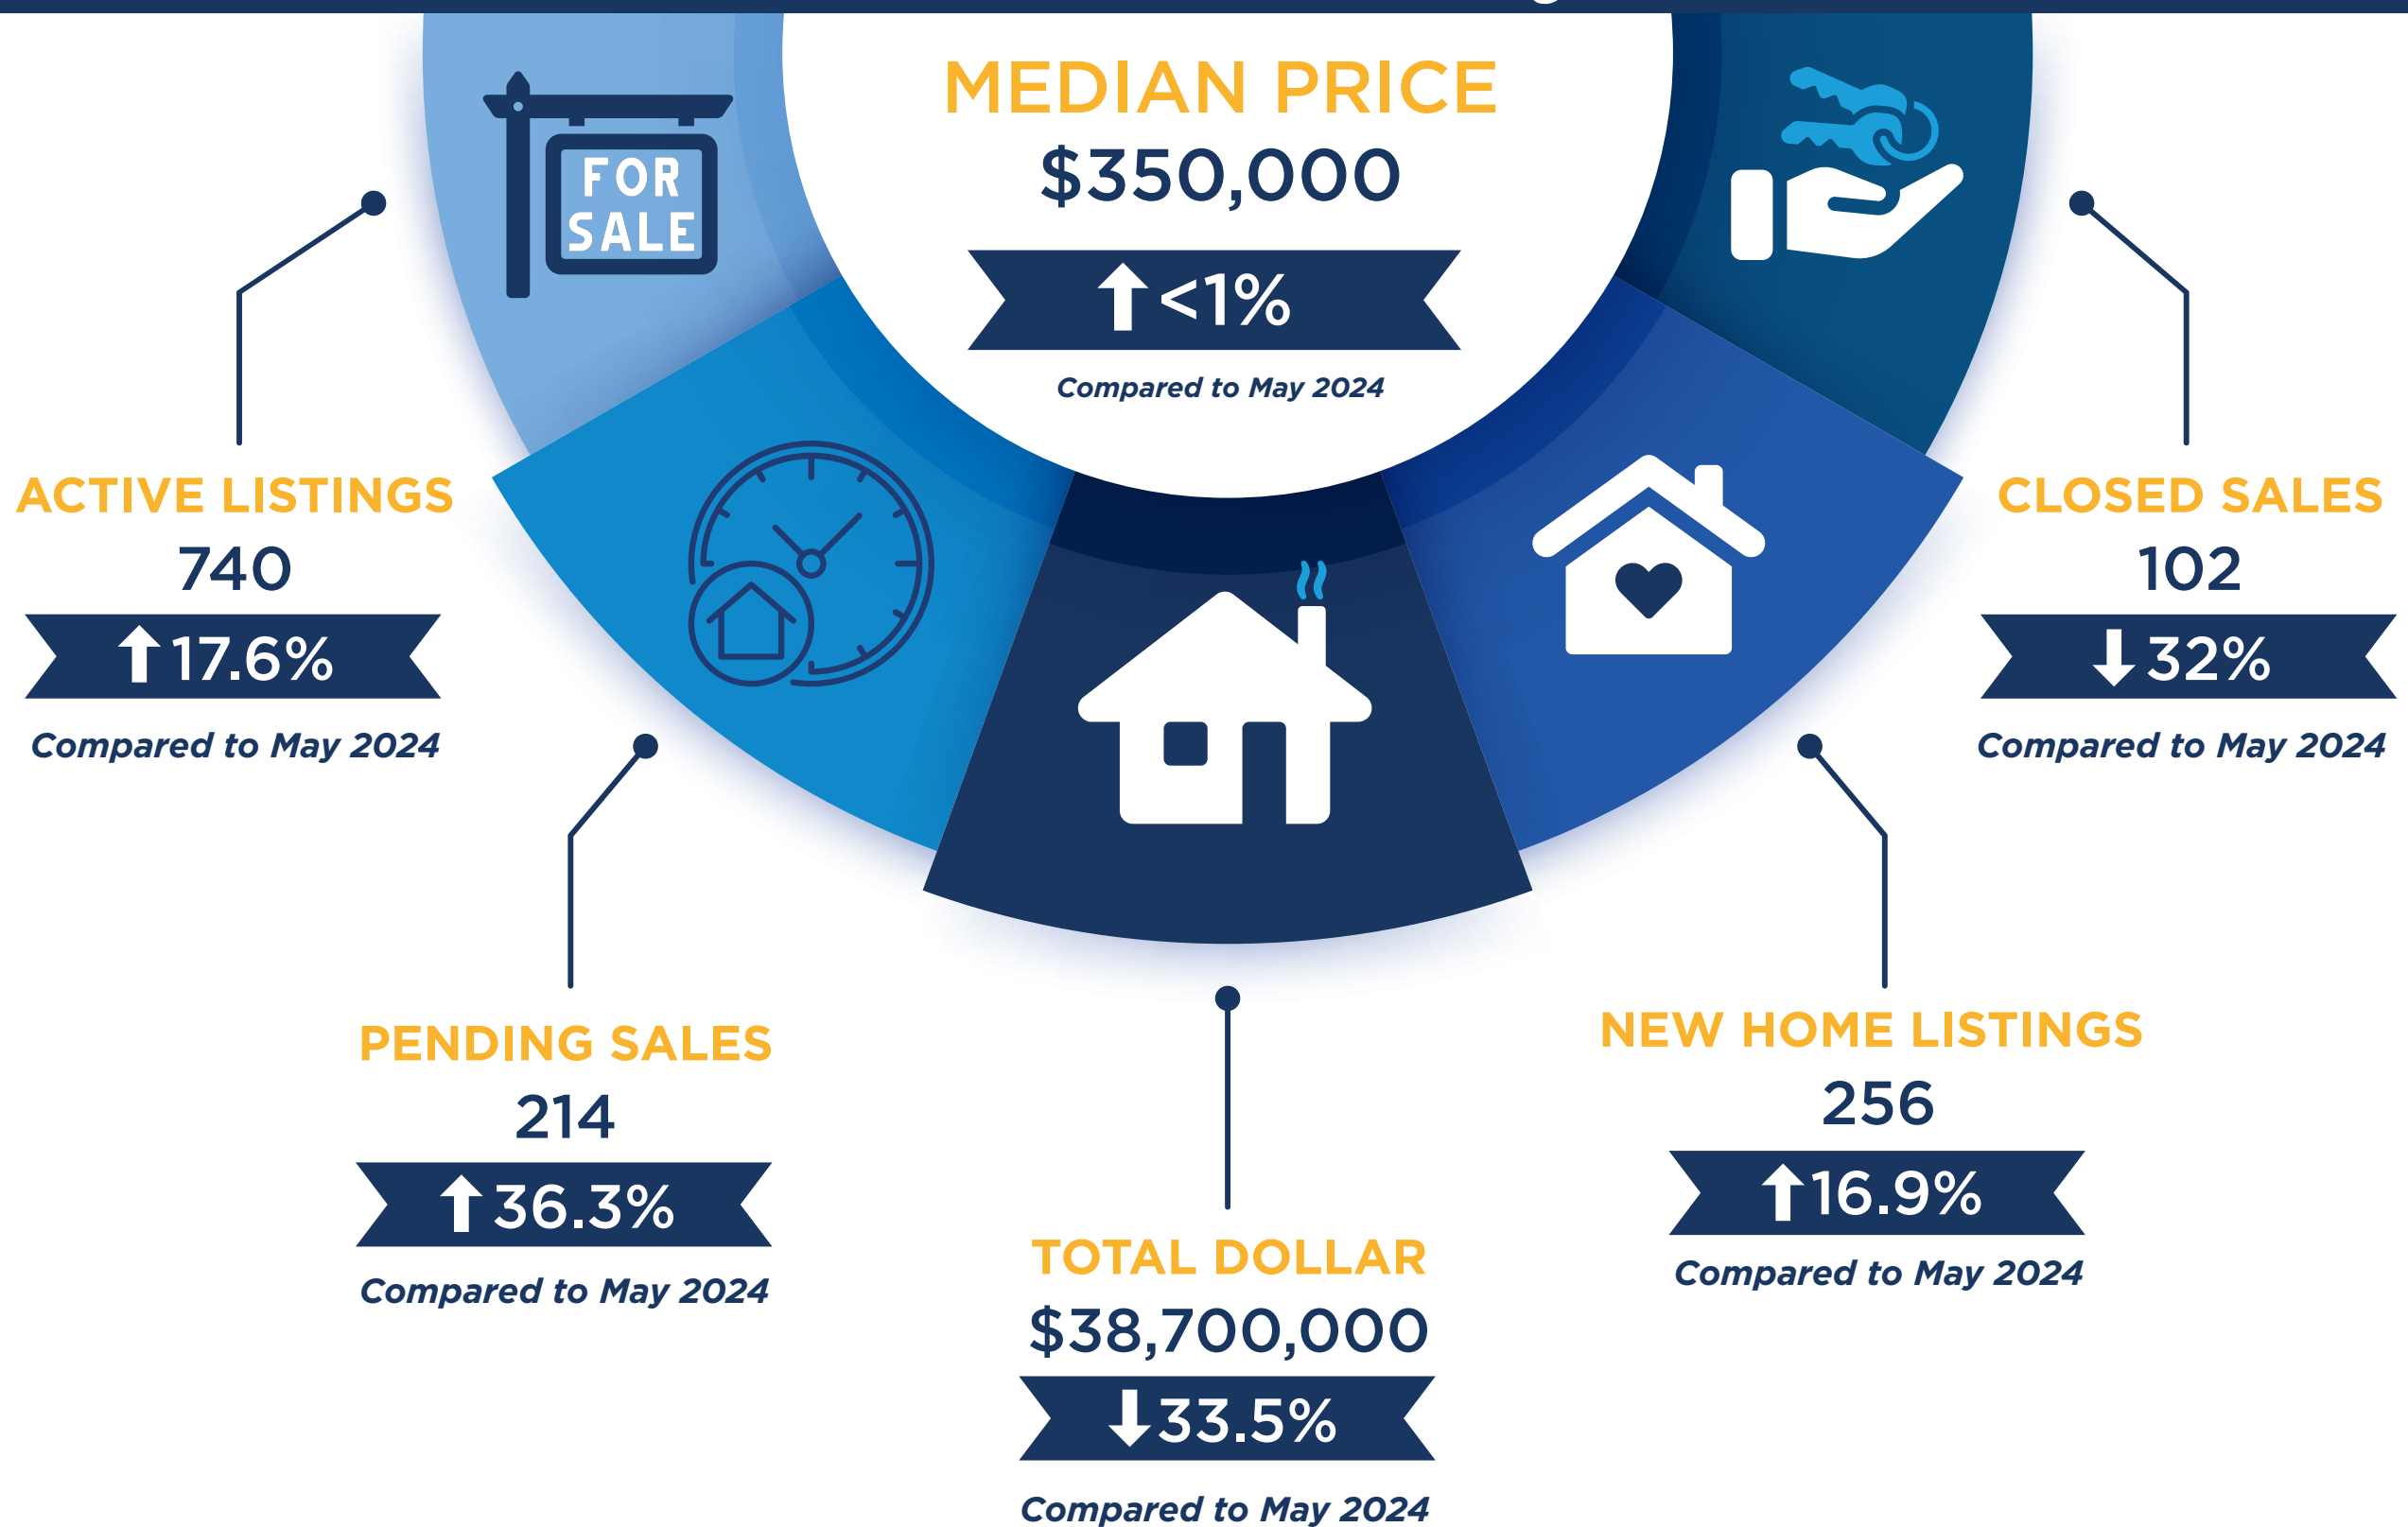 MEDIAN PRICE
$350,000
<1%
Compared to May 2024
FOR
SALE
ACTIVE LISTINGS
740
17.6%
Compared to May 2024
CLOSED SALES
102
32%
Compared to May 2024
PENDING SALES
214
36.3%
Compared to May 2024
NEW HOME LISTINGS
256
16.9%
Compared to May 2024
TOTAL DOLLAR
$38,700,000
33.5%
Compared to May 2024